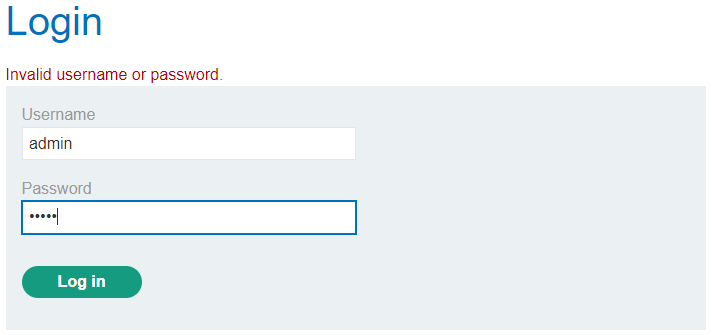 Login
Invalid username or password.
Username
admin
Password
•••••
Log in